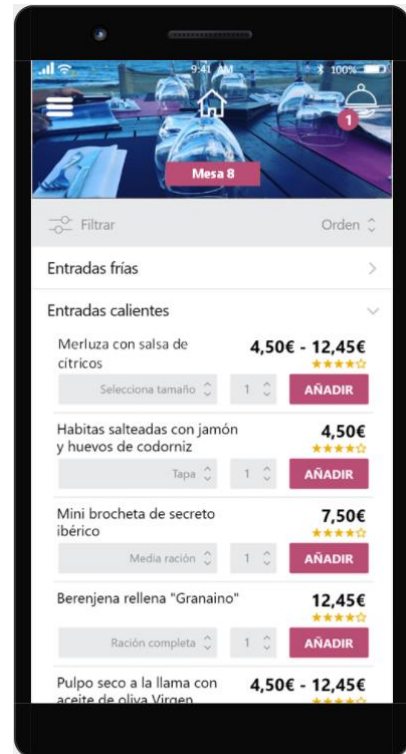 9:41 AM
100%
1
Mesa 8
Filtrar
Orden
Entradas frías
Entradas calientes
Merluza con salsa de
cítricos
4,50€ - 12,45€
Selecciona tamaño
1
AÑADIR
Habitas salteadas con jamón
y huevos de codorniz
4,50€
Tapa
1
AÑADIR
Mini brocheta de secreto
ibérico
7,50€
Media ración
1
AÑADIR
Berenjena rellena "Granaino"
12,45€
Ración completa
1
AÑADIR
Pulpo seco a la llama con
aceite de oliva Virgen
4,50€ - 12,45€